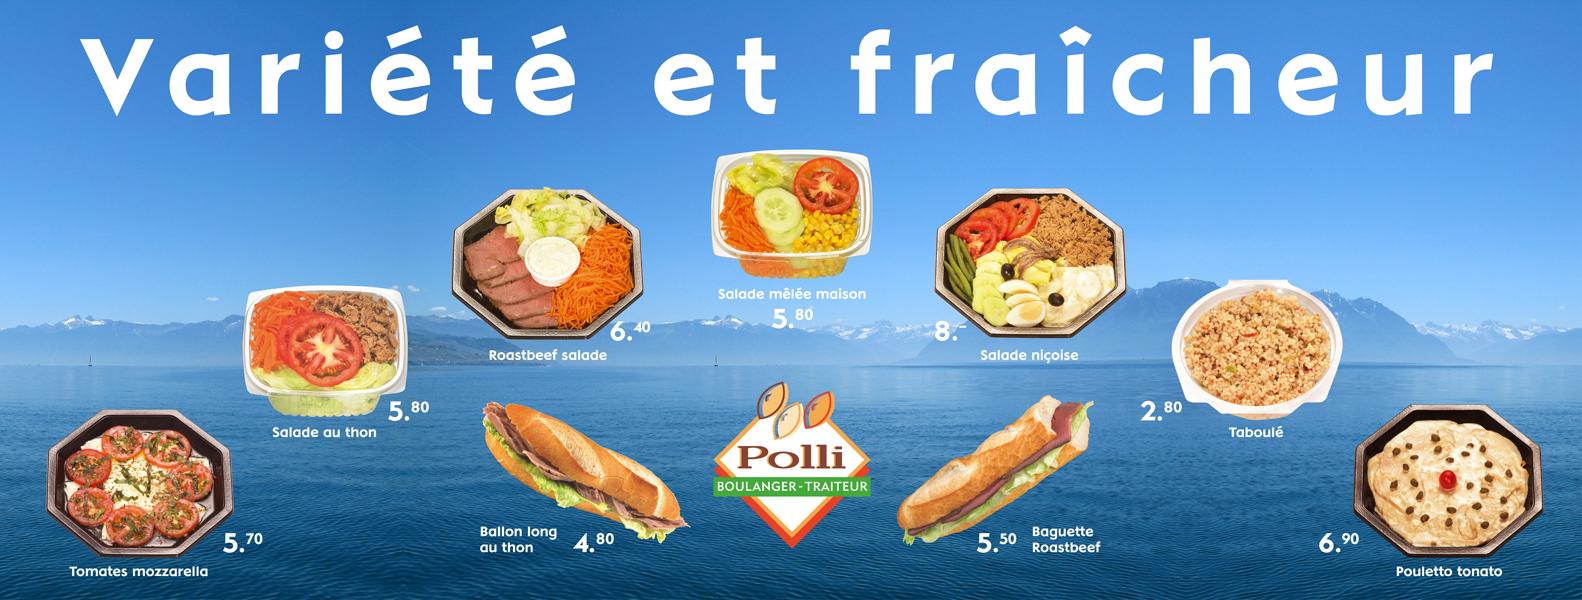 Variété et fraîcheur
Salade mêlée maison
5.80
6.40
Roastbeef salade
8.–
Salade niçoise
5.80
Salade au thon
2.80
Taboulé
Polli
BOULANGER-TRAITEUR
5.70
Tomates mozzarella
Ballon long
au thon
4.80
5.50
Baguette
Roastbeef
6.90
Pouletto tonato